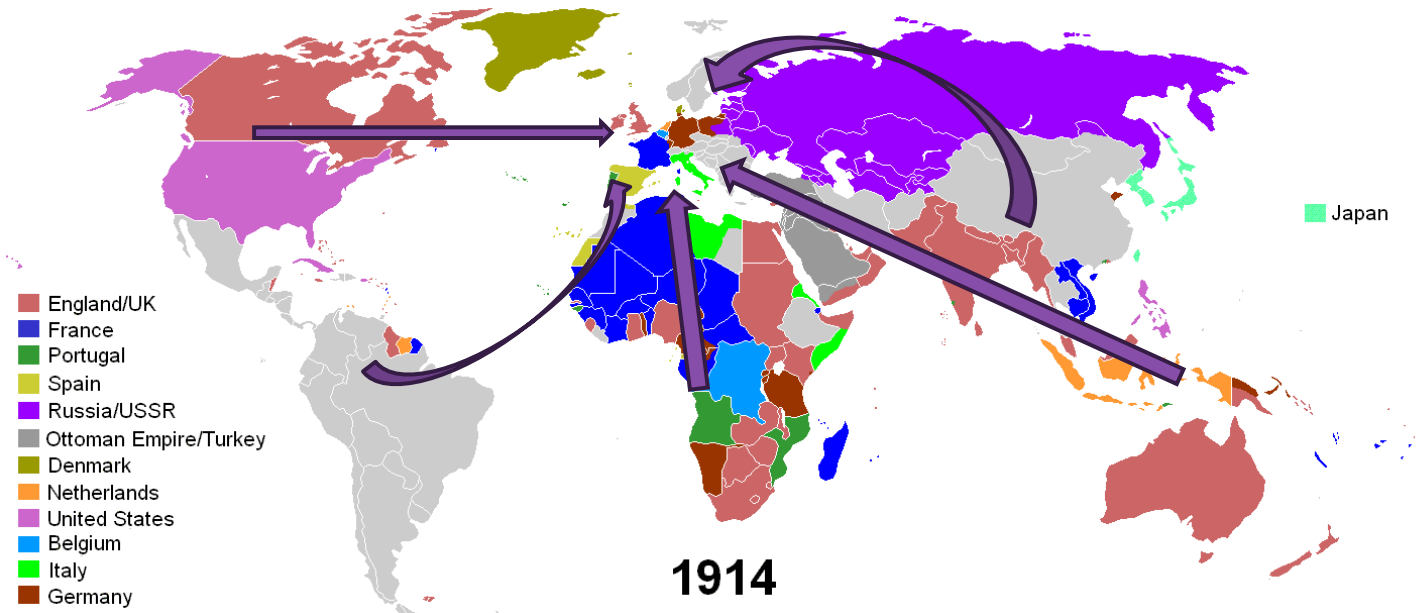 Japan
England/UK
France
Portugal
Spain
Russia/USSR
Ottoman Empire/Turkey
Denmark
Netherlands
United States
Belgium
Italy
Germany
1914